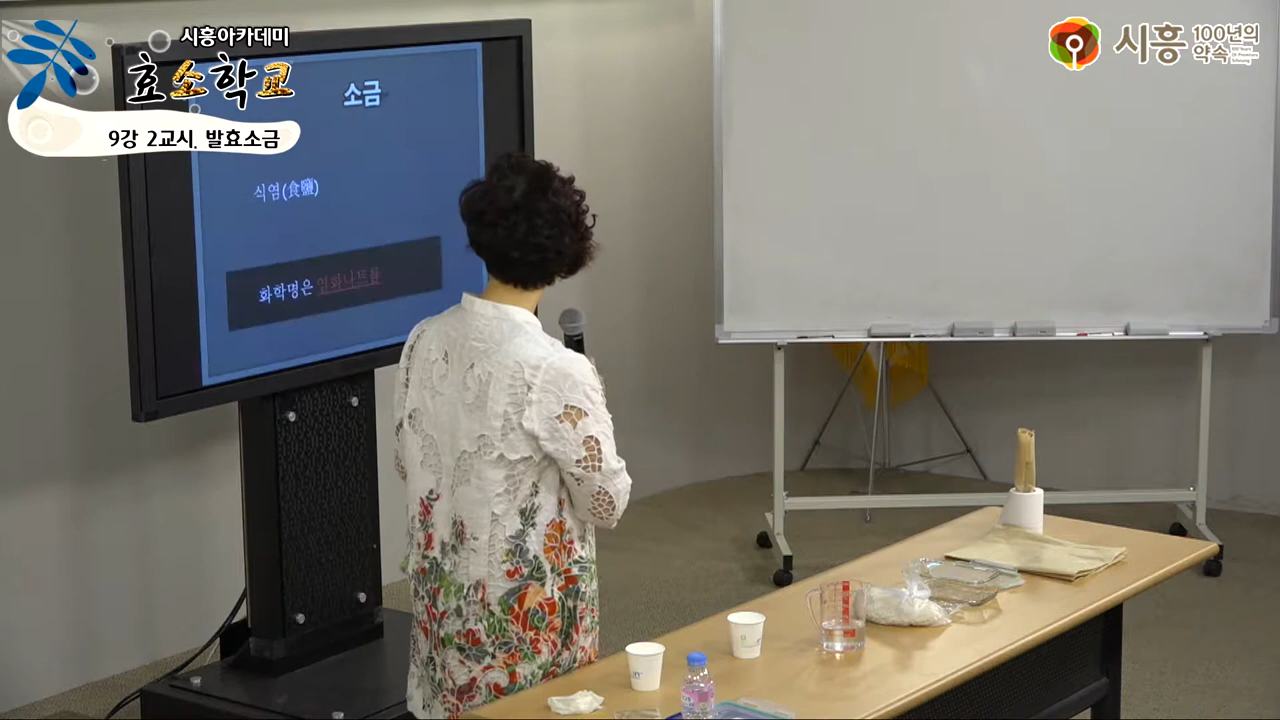 시흥아카데미
효소학교
9강 2교시. 발효소금
시흥
100년의
약속
소금
식염(食鹽)
화학명은 염화나트륨